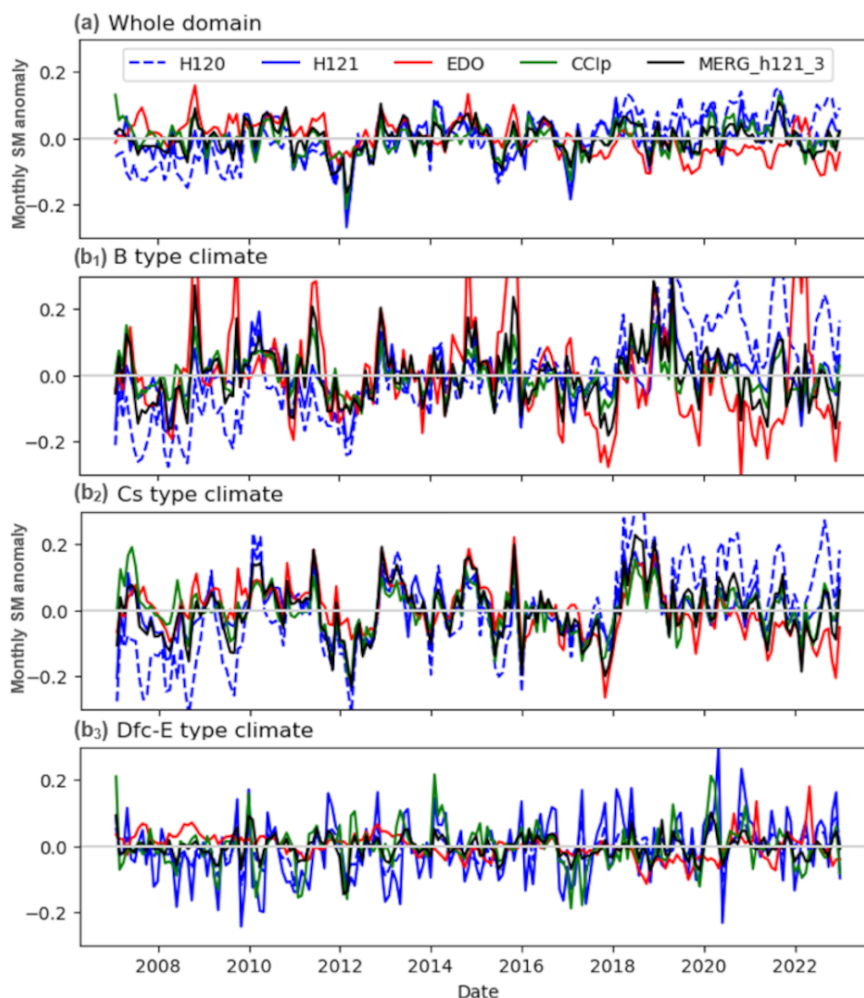 (a) Whole domain
H120 H121 EDO CCIp MERG_h121_3
0.2
0.0
−0.2
Monthly SM anomaly
(b₁) B type climate
0.2
0.0
−0.2
(b₂) Cs type climate
0.2
0.0
−0.2
Monthly SM anomaly
(b₃) Dfc-E type climate
0.2
0.0
−0.2
2008 2010 2012 2014 2016 2018 2020 2022
Date